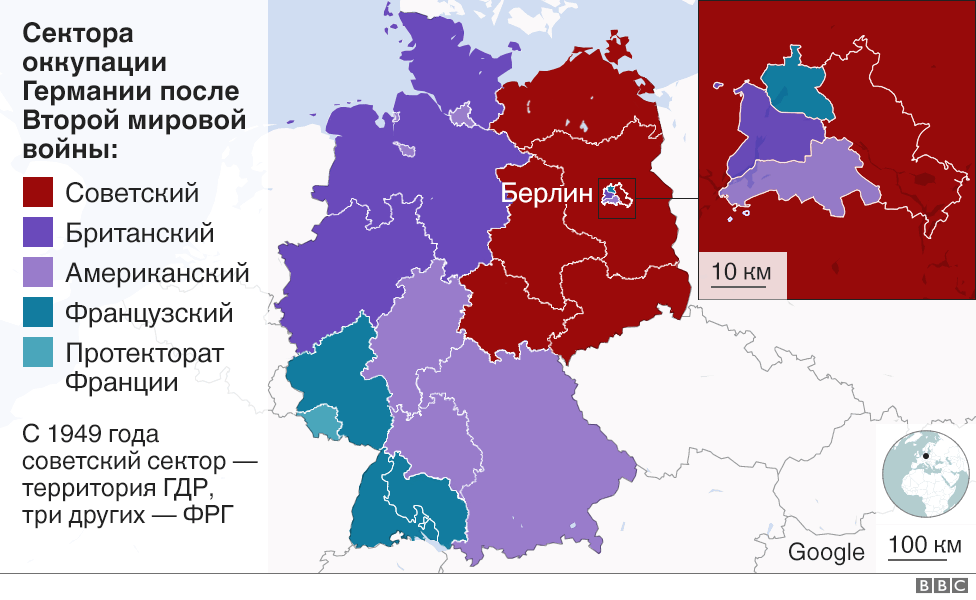 Сектора
оккупации
Германии после
Второй мировой
войны:
Советский
Британский
Американский
Французский
Протекторат
Франции
С 1949 года
советский сектор —
территория ГДР,
три других — ФРГ
Берлин
10 км
Google
100 км
BBC